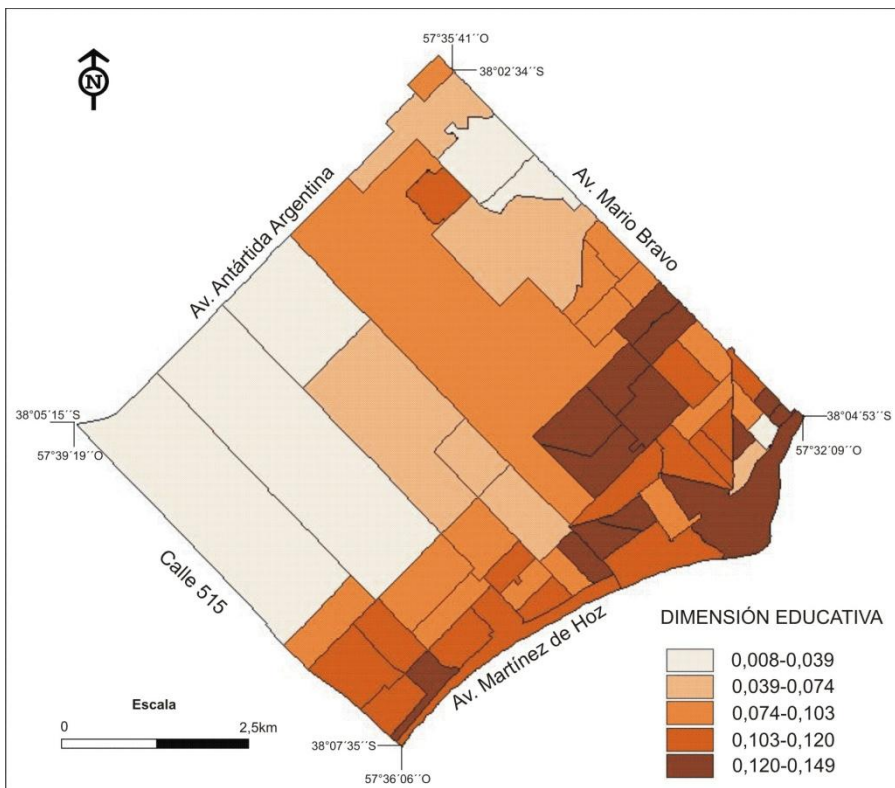 57°35´41´´O
38°02´34´´S
N
Av. Antártida Argentina
Av. Mario Bravo
38°05´15´´S
57°39´19´´O
38°04´53´´S
57°32´09´´O
Calle 515
Av. Martínez de Hoz
DIMENSIÓN EDUCATIVA
0,008-0,039
0,039-0,074
0,074-0,103
0,103-0,120
0,120-0,149
Escala
0 2,5km
38°07´35´´S
57°36´06´´O